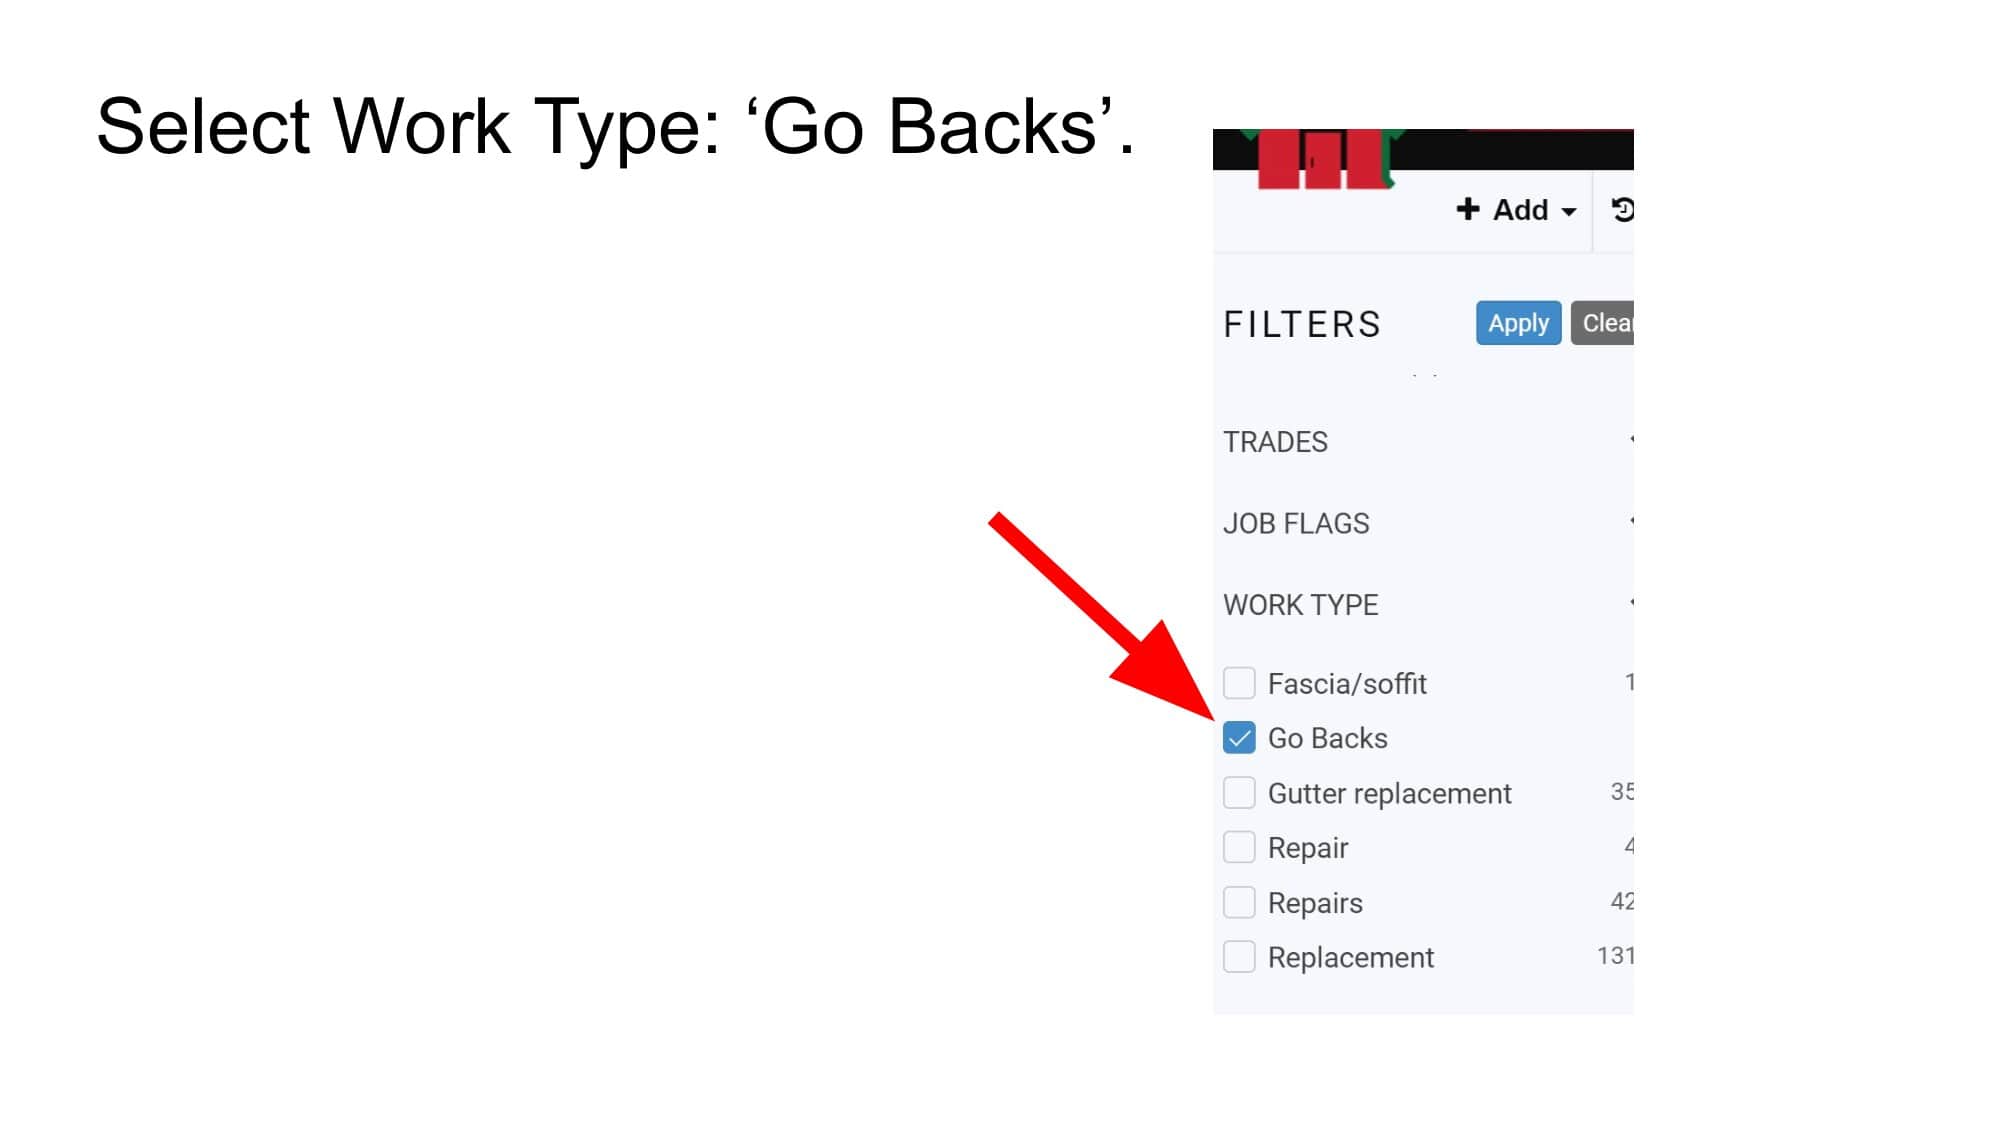 Select Work Type: ‘Go Backs’.
+ Add
FILTERS Apply Clear
TRADES
JOB FLAGS
WORK TYPE
Fascia/soffit 1
Go Backs
Gutter replacement 35
Repair 4
Repairs 42
Replacement 131